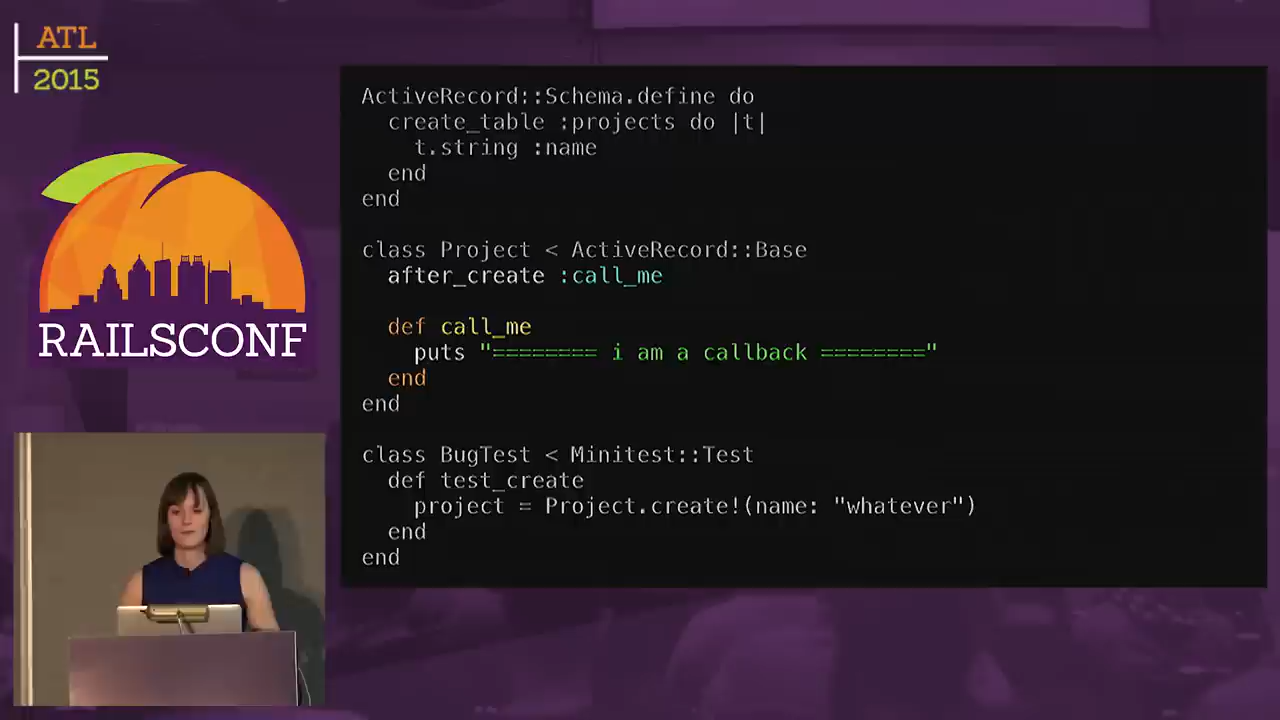 ATL
2015
RAILSCONF
ActiveRecord::Schema.define do
  create_table :projects do |t|
    t.string :name
  end
end
class Project < ActiveRecord::Base
  after_create :call_me
  def call_me
    puts "======== i am a callback ========"
  end
end
class BugTest < Minitest::Test
  def test_create
    project = Project.create!(name: "whatever")
  end
end